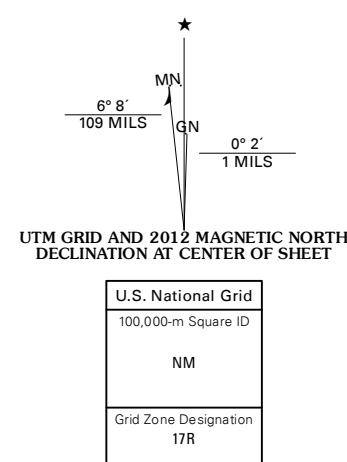 ★
MN
6° 8´
109 MILS
GN
0° 2´
1 MILS
UTM GRID AND 2012 MAGNETIC NORTH
DECLINATION AT CENTER OF SHEET
U.S. National Grid
100,000-m Square ID
NM
Grid Zone Designation
17R